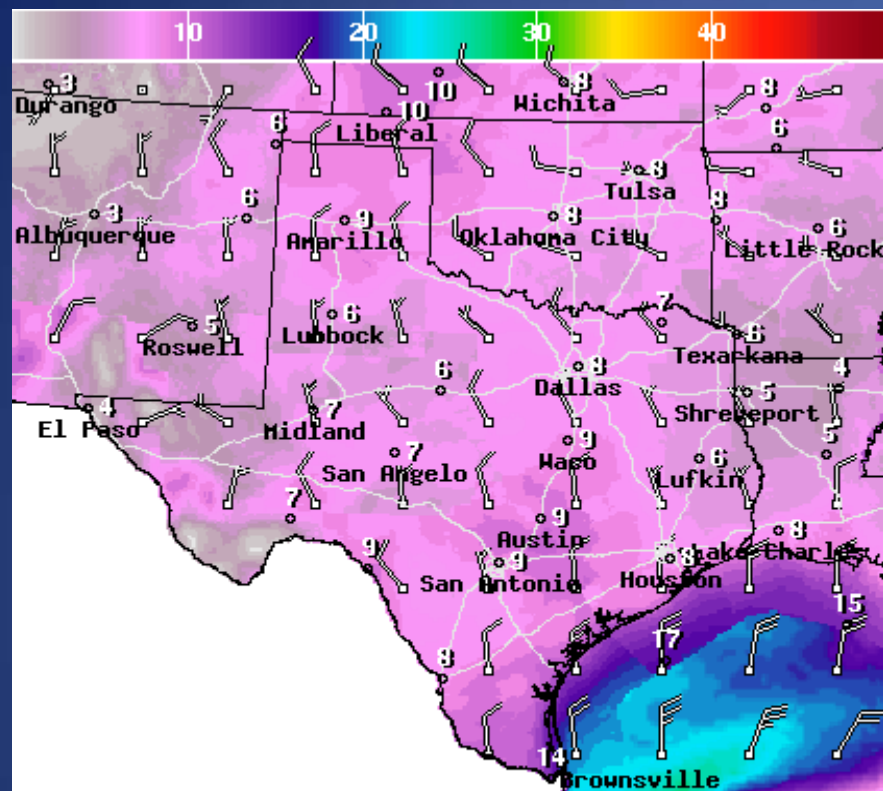 10 20 30 40
3 10 8 8
Durango Wichita
10
6 Liberal 6
8
Tulsa
3 6 9 8 8 6
Albuquerque Amarillo Oklahoma City Little Rock
5 6 7 6
Roswell Lubbock Texarkana
6 8 4
Dallas 5
4 7 Shreveport
El Paso Midland
7 9 6 5
San Angelo Waco Lufkin
7 9 8
Austin
9 9 8 Lake Charles
San Antonio Houston
15
17
8
14
Brownsville